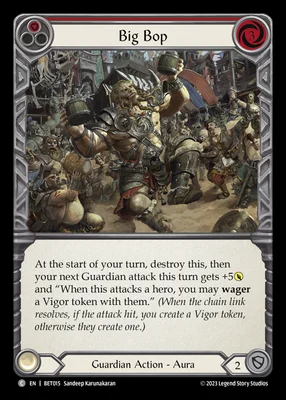 Big Bop
3
At the start of your turn, destroy this, then
your next Guardian attack this turn gets +5
and “When this attacks a hero, you may wager
a Vigor token with them.” (When the chain link
resolves, if the attack hit, you create a Vigor token,
otherwise they create one.)
Guardian Action - Aura
2
C EN | BET015 Sandeep Karunakaran
© 2023 Legend Story Studios